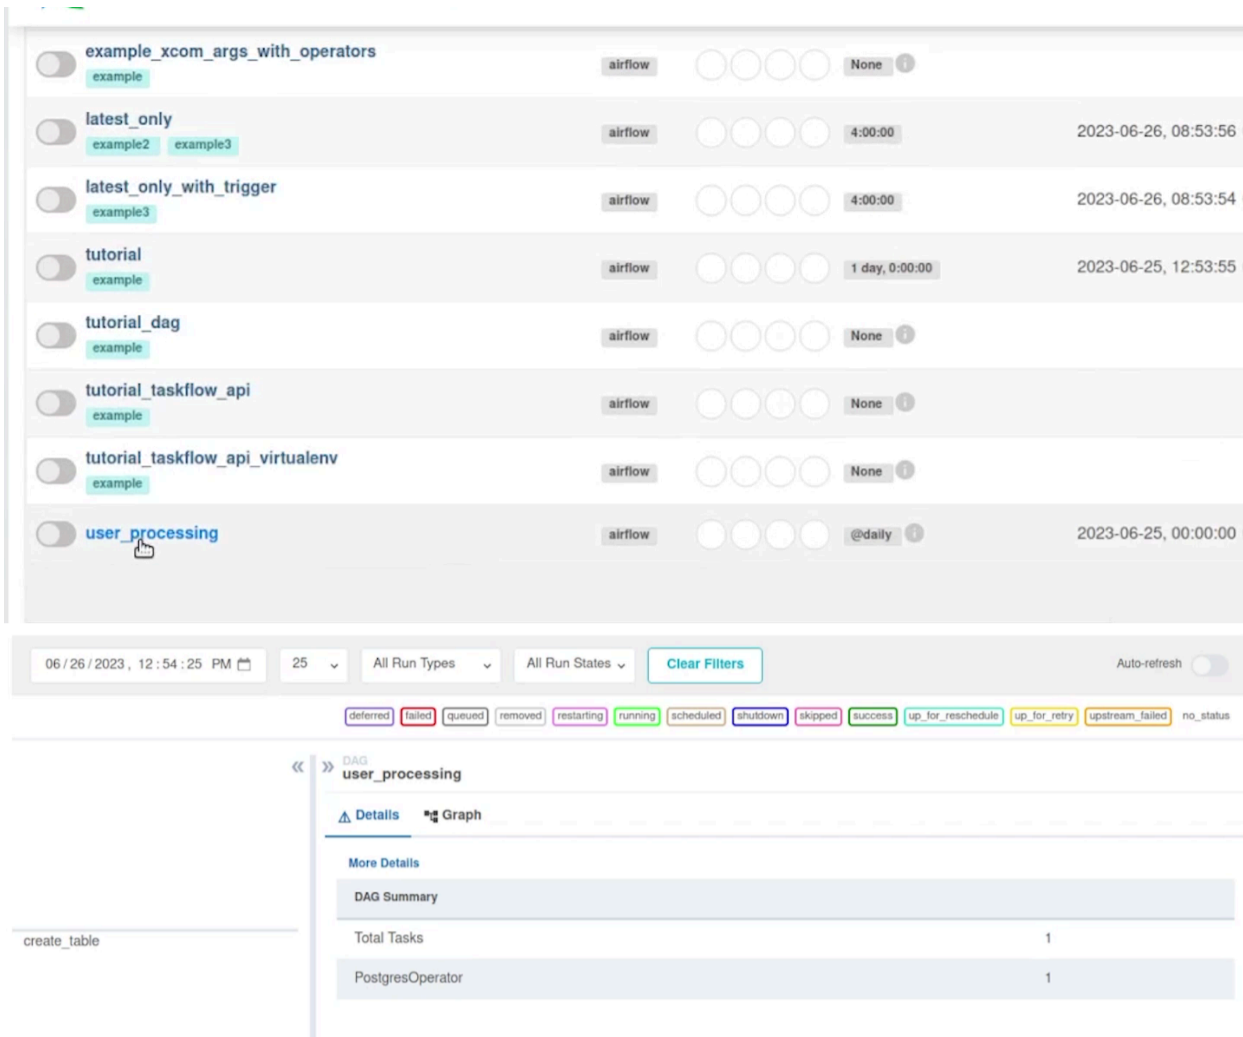 example_xcom_args_with_operators
example
airflow
None
latest_only
example2 example3
airflow
4:00:00
2023-06-26, 08:53:56
latest_only_with_trigger
example3
airflow
4:00:00
2023-06-26, 08:53:54
tutorial
example
airflow
1 day, 0:00:00
2023-06-25, 12:53:55
tutorial_dag
example
airflow
None
tutorial_taskflow_api
example
airflow
None
tutorial_taskflow_api_virtualenv
example
airflow
None
user_processing
airflow
@daily
2023-06-25, 00:00:00
06/26/2023, 12:54:25 PM 25 All Run Types All Run States Clear Filters Auto-refresh
deferred failed queued removed restarting running scheduled shutdown skipped success up_for_reschedule up_for_retry upstream_failed no_status
DAG
user_processing
Details Graph
More Details
DAG Summary
Total Tasks 1
PostgresOperator 1
create_table